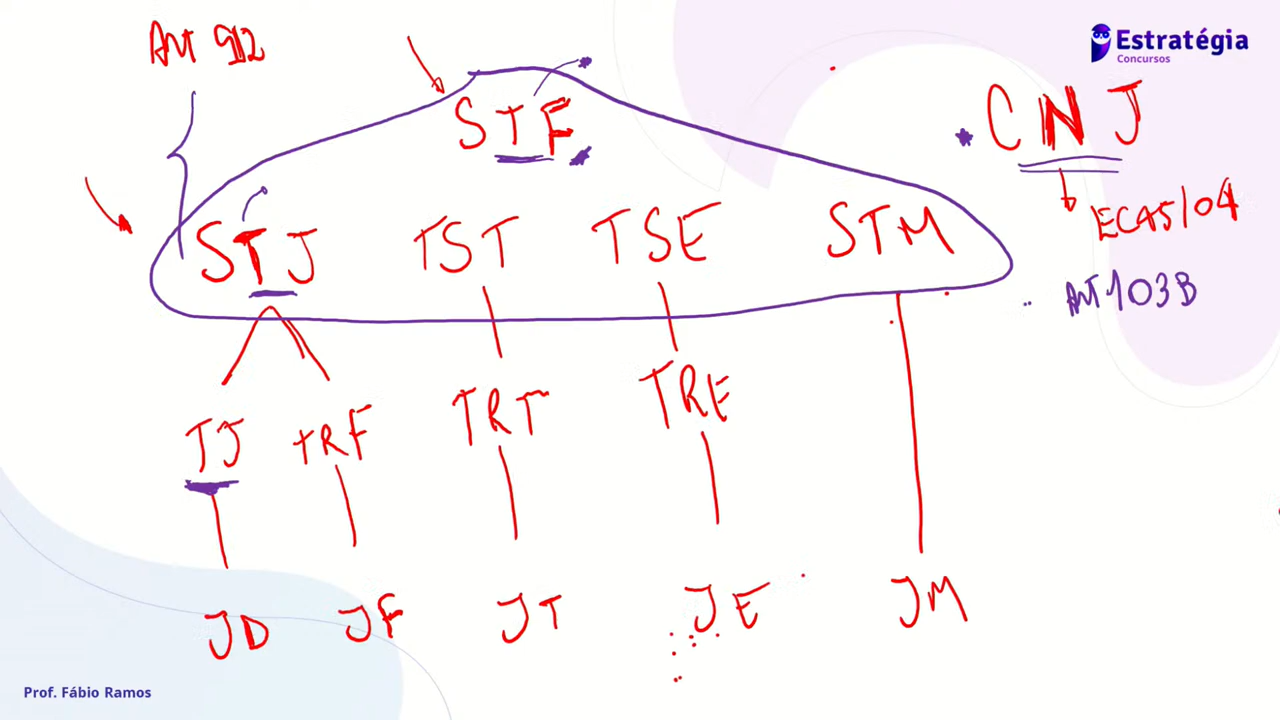 Art 92
Estratégia
Concursos
STF
CNJ
EC45/04
STJ TST TSE STM
Art 103B
TJ TRF TRT TRE
JD JF JT JE JM
Prof. Fábio Ramos